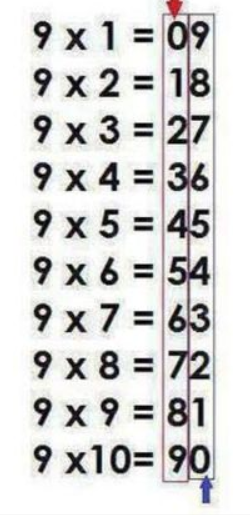 9 x 1 = 09
9 x 2 = 18
9 x 3 = 27
9 x 4 = 36
9 x 5 = 45
9 x 6 = 54
9 x 7 = 63
9 x 8 = 72
9 x 9 = 81
9 x10= 90